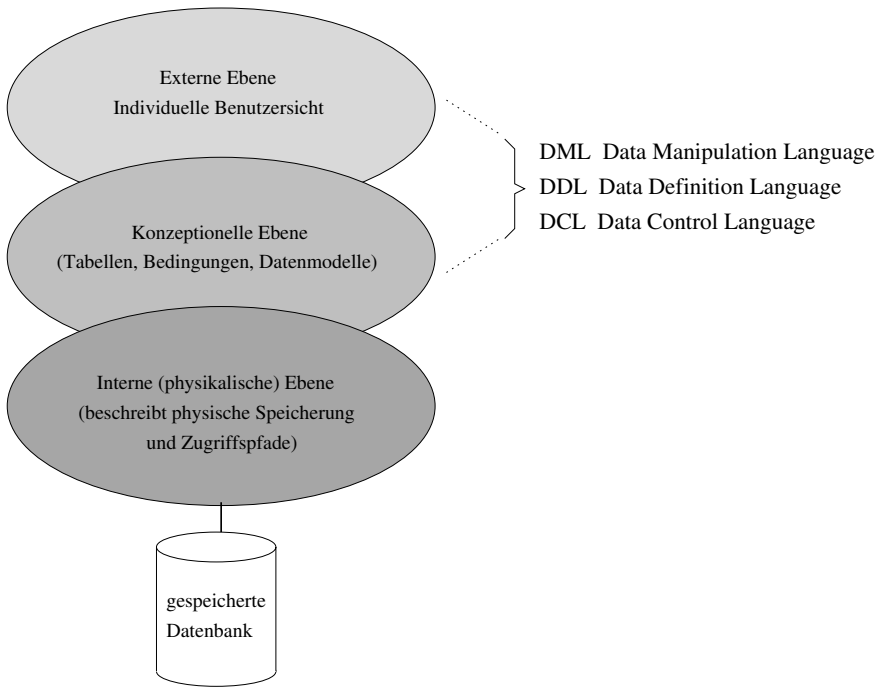 Externe Ebene
Individuelle Benutzersicht
DML Data Manipulation Language
DDL Data Definition Language
DCL Data Control Language
Konzeptionelle Ebene
(Tabellen, Bedingungen, Datenmodelle)
Interne (physikalische) Ebene
(beschreibt physische Speicherung
und Zugriffspfade)
gespeicherte
Datenbank